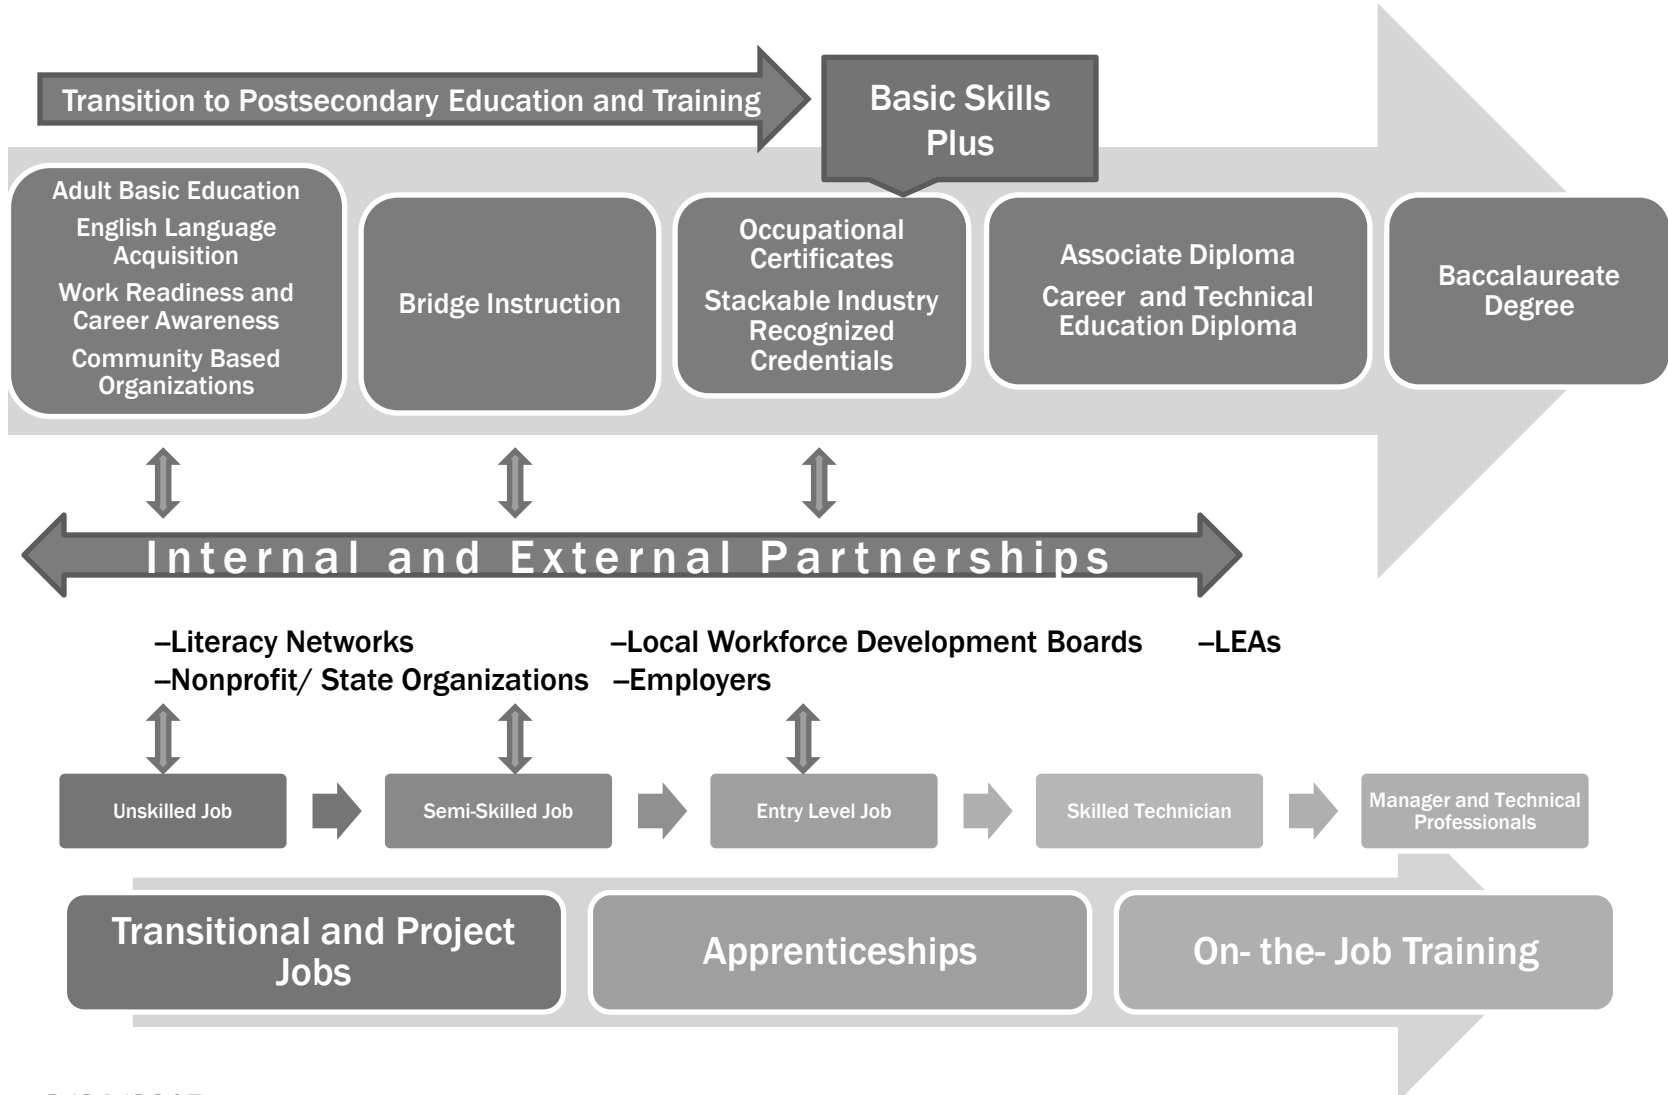 Transition to Postsecondary Education and Training
Basic Skills
Plus
Adult Basic Education
English Language
Acquisition
Work Readiness and
Career Awareness
Community Based
Organizations
Bridge Instruction
Occupational
Certificates
Stackable Industry
Recognized
Credentials
Associate Diploma
Career and Technical
Education Diploma
Baccalaureate
Degree
Internal and External Partnerships
–Literacy Networks –Local Workforce Development Boards –LEAs
–Nonprofit/ State Organizations –Employers
Unskilled Job
Semi-Skilled Job
Entry Level Job
Skilled Technician
Manager and Technical
Professionals
Transitional and Project
Jobs
Apprenticeships
On- the- Job Training